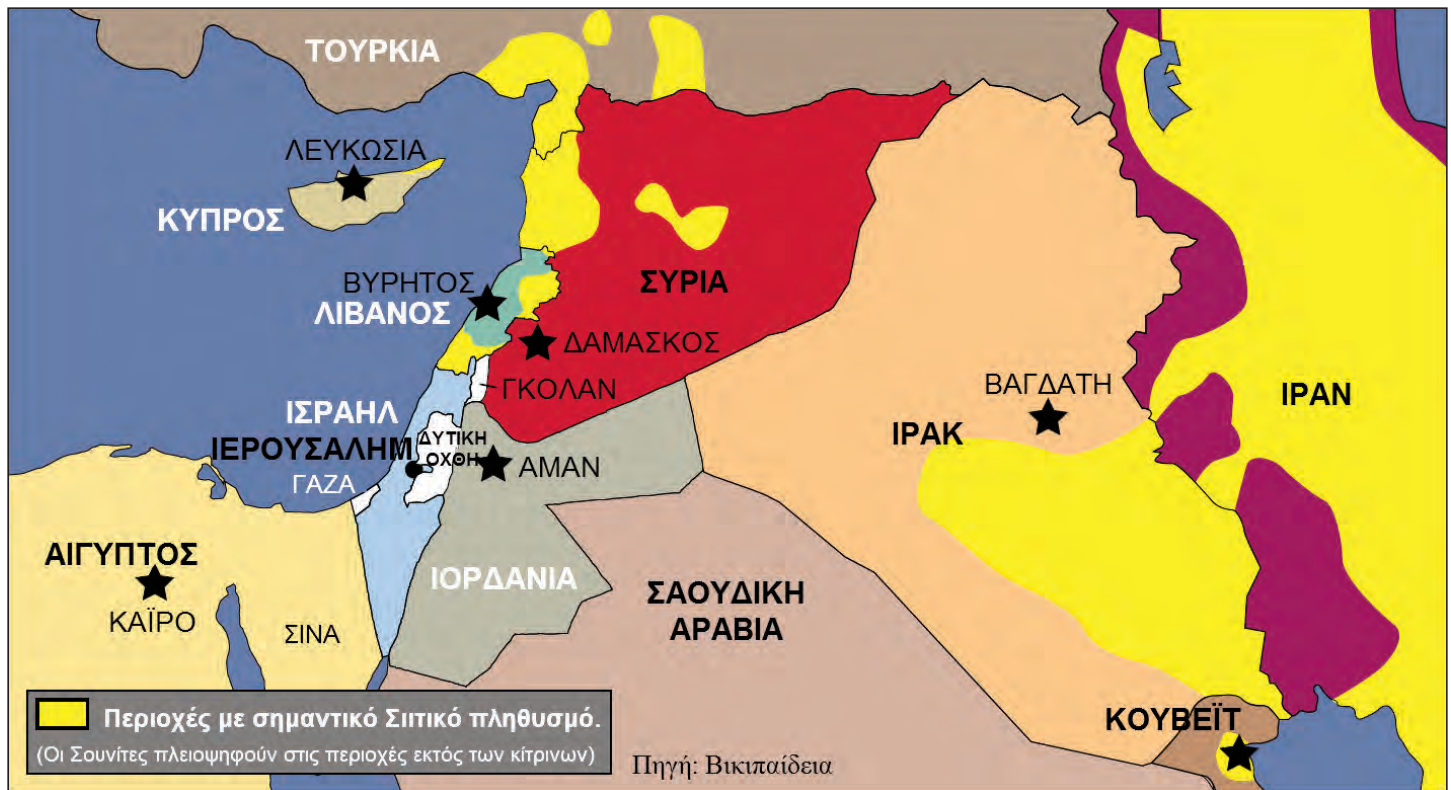 ΤΟΥΡΚΙΑ
ΛΕΥΚΩΣΙΑ
ΚΥΠΡΟΣ
ΒΥΡΗΤΟΣ
ΛΙΒΑΝΟΣ
ΣΥΡΙΑ
ΔΑΜΑΣΚΟΣ
ΓΚΟΛΑΝ
ΙΣΡΑΗΛ
ΙΕΡΟΥΣΑΛΗΜ
ΔΥΤΙΚΗ
ΟΧΘΗ
ΑΜΑΝ
ΓΑΖΑ
ΒΑΓΔΑΤΗ
ΙΡΑΚ
ΙΡΑΝ
ΑΙΓΥΠΤΟΣ
ΚΑΪΡΟ
ΣΙΝΑ
ΙΟΡΔΑΝΙΑ
ΣΑΟΥΔΙΚΗ
ΑΡΑΒΙΑ
ΚΟΥΒΕΪΤ
Περιοχές με σημαντικό Σιιτικό πληθυσμό.
(Οι Σουνίτες πλειοψηφούν στις περιοχές εκτός των κίτρινων)
Πηγή: Βικιπαίδεια